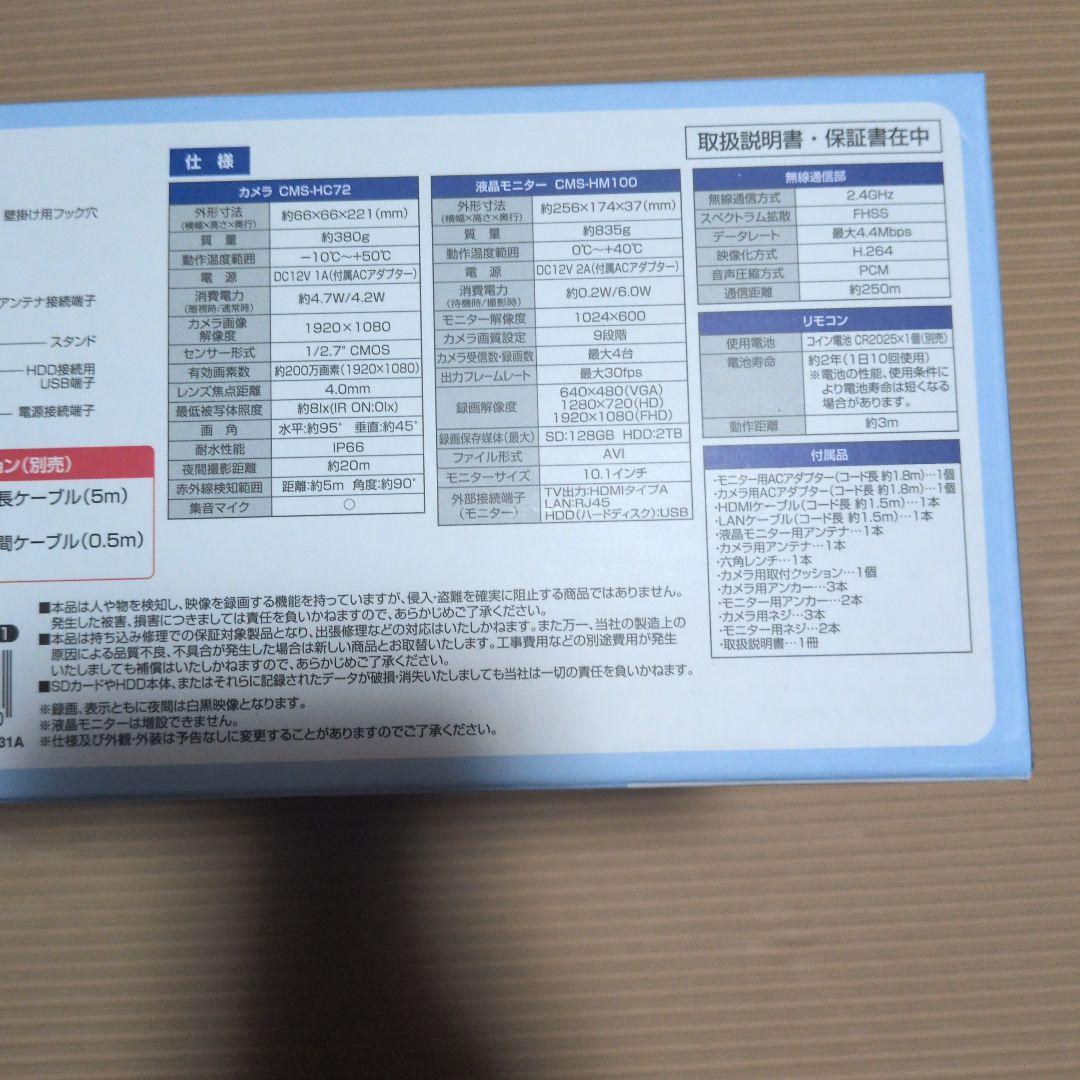 壁掛け用フック穴
アンテナ接続端子
スタンド
HDD接続用
USB端子
電源接続端子
ョン(別売)
長ケーブル(5m)
間ケーブル(0.5m)
31A
仕様
カメラ CMS-HC72
外形寸法 約66×66×221(mm)
(横幅×高さ×奥行)
質量 約380g
動作温度範囲 −10℃〜+50℃
電源 DC12V 1A(付属ACアダプター)
消費電力 約4.7W/4.2W
(暗視時/通常時)
カメラ画像
解像度 1920×1080
センサー形式 1/2.7" CMOS
有効画素数 約200万画素(1920×1080)
レンズ焦点距離 4.0mm
最低被写体照度 約8lx(IR ON:0lx)
画角 水平:約95° 垂直:約45°
耐水性能 IP66
夜間撮影距離 約20m
赤外線検知範囲 距離:約5m 角度:約90°
集音マイク ○
液晶モニター CMS-HM100
外形寸法 約256×174×37(mm)
(横幅×高さ×奥行)
質量 約835g
動作温度範囲 0℃〜+40℃
電源 DC12V 2A(付属ACアダプター)
消費電力 約0.2W/6.0W
(待機時/撮影時)
モニター解像度 1024×600
カメラ画質設定 9段階
カメラ受信数・録画数 最大4台
出力フレームレート 最大30fps
録画解像度 640×480(VGA)
1280×720(HD)
1920×1080(FHD)
録画保存媒体(最大) SD:128GB HDD:2TB
ファイル形式 AVI
モニターサイズ 10.1インチ
外部接続端子
(モニター) TV出力:HDMIタイプA
LAN:RJ45
HDD(ハードディスク):USB
取扱説明書・保証書在中
無線通信部
無線通信方式 2.4GHz
スペクトラム拡散 FHSS
データレート 最大4.4Mbps
映像化方式 H.264
音声圧縮方式 PCM
通信距離 約250m
リモコン
使用電池 コイン電池 CR2025×1個(別売)
電池寿命 約2年(1日10回使用)
※電池の性能、使用条件に
より電池寿命は短くなる
場合があります。
動作距離 約3m
付属品
・モニター用ACアダプター(コード長 約1.8m)…1個
・カメラ用ACアダプター(コード長 約1.8m)…1個
・HDMIケーブル(コード長 約1.5m)…1本
・LANケーブル(コード長 約1.5m)…1本
・液晶モニター用アンテナ…1本
・カメラ用アンテナ…1本
・六角レンチ…1本
・カメラ用取付クッション…1個
・カメラ用アンカー…3本
・モニター用アンカー…2本
・カメラ用ネジ…3本
・モニター用ネジ…2本
・取扱説明書…1冊
■本品は人や物を検知し、映像を録画する機能を持っていますが、侵入・盗難を確実に阻止する商品ではありません。
発生した被害、損害につきましては責任を負いかねますので、あらかじめご了承ください。
■本品は持ち込み修理での保証対象製品となり、出張修理などの対応はいたしかねます。また万一、当社の製造上の
原因による品質不良、不具合が発生した場合は新しい商品とお取替いたします。工事費用などの別途費用が発生
いたしましても補償はいたしかねますので、あらかじめご了承ください。
■SDカードやHDD本体、またはそれらに記録されたデータが破損・消失いたしましても当社は一切の責任を負いかねます。
※録画、表示ともに夜間は白黒映像となります。
※液晶モニターは増設できません。
※仕様及び外観・外装は予告なしに変更することがありますのでご了承ください。